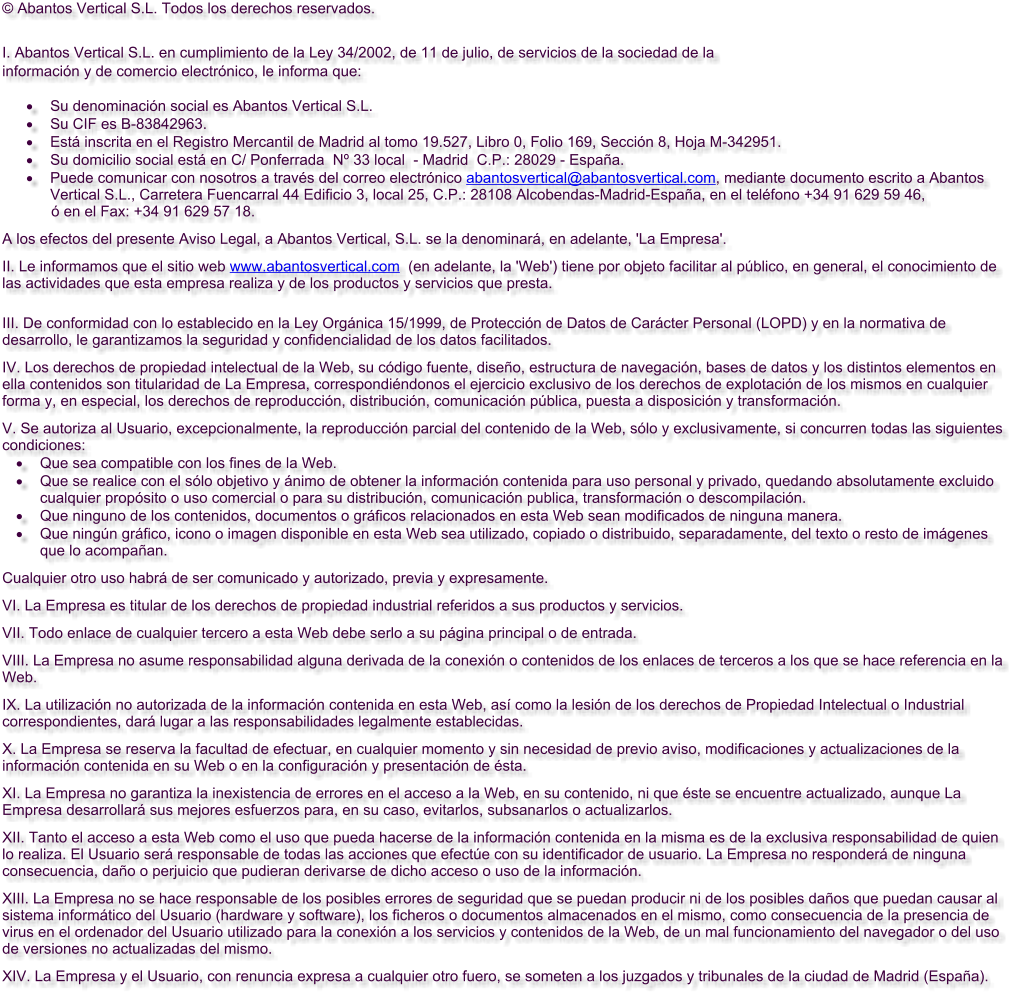 © Abantos Vertical S.L. Todos los derechos reservados.
I. Abantos Vertical S.L. en cumplimiento de la Ley 34/2002, de 11 de julio, de servicios de la sociedad de la
información y de comercio electrónico, le informa que:
• Su denominación social es Abantos Vertical S.L.
• Su CIF es B-83842963.
• Está inscrita en el Registro Mercantil de Madrid al tomo 19.527, Libro 0, Folio 169, Sección 8, Hoja M-342951.
• Su domicilio social está en C/ Ponferrada  Nº 33 local  - Madrid  C.P.: 28029 - España.
• Puede comunicar con nosotros a través del correo electrónico abantosvertical@abantosvertical.com, mediante documento escrito a Abantos
Vertical S.L., Carretera Fuencarral 44 Edificio 3, local 25, C.P.: 28108 Alcobendas-Madrid-España, en el teléfono +34 91 629 59 46,
ó en el Fax: +34 91 629 57 18.
A los efectos del presente Aviso Legal, a Abantos Vertical, S.L. se la denominará, en adelante, 'La Empresa'.
II. Le informamos que el sitio web www.abantosvertical.com  (en adelante, la 'Web') tiene por objeto facilitar al público, en general, el conocimiento de
las actividades que esta empresa realiza y de los productos y servicios que presta.
III. De conformidad con lo establecido en la Ley Orgánica 15/1999, de Protección de Datos de Carácter Personal (LOPD) y en la normativa de
desarrollo, le garantizamos la seguridad y confidencialidad de los datos facilitados.
IV. Los derechos de propiedad intelectual de la Web, su código fuente, diseño, estructura de navegación, bases de datos y los distintos elementos en
ella contenidos son titularidad de La Empresa, correspondiéndonos el ejercicio exclusivo de los derechos de explotación de los mismos en cualquier
forma y, en especial, los derechos de reproducción, distribución, comunicación pública, puesta a disposición y transformación.
V. Se autoriza al Usuario, excepcionalmente, la reproducción parcial del contenido de la Web, sólo y exclusivamente, si concurren todas las siguientes
condiciones:
• Que sea compatible con los fines de la Web.
• Que se realice con el sólo objetivo y ánimo de obtener la información contenida para uso personal y privado, quedando absolutamente excluido
cualquier propósito o uso comercial o para su distribución, comunicación publica, transformación o descompilación.
• Que ninguno de los contenidos, documentos o gráficos relacionados en esta Web sean modificados de ninguna manera.
• Que ningún gráfico, icono o imagen disponible en esta Web sea utilizado, copiado o distribuido, separadamente, del texto o resto de imágenes
que lo acompañan.
Cualquier otro uso habrá de ser comunicado y autorizado, previa y expresamente.
VI. La Empresa es titular de los derechos de propiedad industrial referidos a sus productos y servicios.
VII. Todo enlace de cualquier tercero a esta Web debe serlo a su página principal o de entrada.
VIII. La Empresa no asume responsabilidad alguna derivada de la conexión o contenidos de los enlaces de terceros a los que se hace referencia en la
Web.
IX. La utilización no autorizada de la información contenida en esta Web, así como la lesión de los derechos de Propiedad Intelectual o Industrial
correspondientes, dará lugar a las responsabilidades legalmente establecidas.
X. La Empresa se reserva la facultad de efectuar, en cualquier momento y sin necesidad de previo aviso, modificaciones y actualizaciones de la
información contenida en su Web o en la configuración y presentación de ésta.
XI. La Empresa no garantiza la inexistencia de errores en el acceso a la Web, en su contenido, ni que éste se encuentre actualizado, aunque La
Empresa desarrollará sus mejores esfuerzos para, en su caso, evitarlos, subsanarlos o actualizarlos.
XII. Tanto el acceso a esta Web como el uso que pueda hacerse de la información contenida en la misma es de la exclusiva responsabilidad de quien
lo realiza. El Usuario será responsable de todas las acciones que efectúe con su identificador de usuario. La Empresa no responderá de ninguna
consecuencia, daño o perjuicio que pudieran derivarse de dicho acceso o uso de la información.
XIII. La Empresa no se hace responsable de los posibles errores de seguridad que se puedan producir ni de los posibles daños que puedan causar al
sistema informático del Usuario (hardware y software), los ficheros o documentos almacenados en el mismo, como consecuencia de la presencia de
virus en el ordenador del Usuario utilizado para la conexión a los servicios y contenidos de la Web, de un mal funcionamiento del navegador o del uso
de versiones no actualizadas del mismo.
XIV. La Empresa y el Usuario, con renuncia expresa a cualquier otro fuero, se someten a los juzgados y tribunales de la ciudad de Madrid (España).